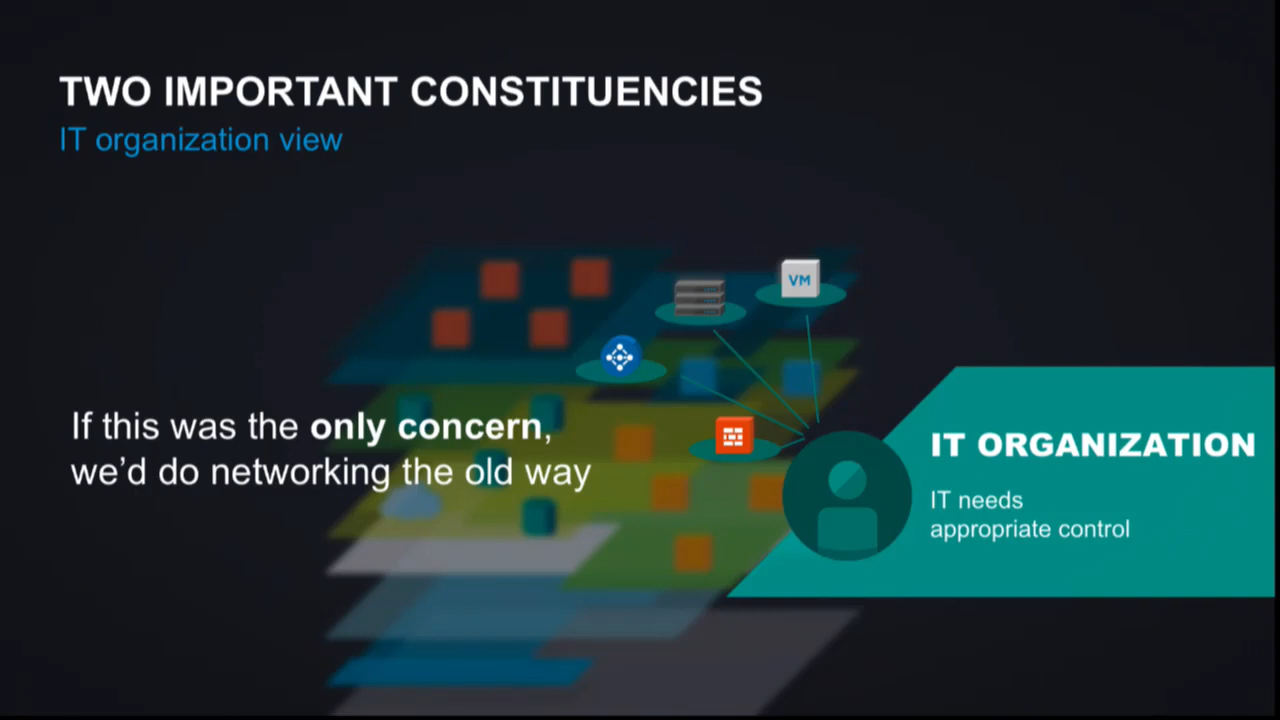 TWO IMPORTANT CONSTITUENCIES
IT organization view
VM
If this was the only concern,
we’d do networking the old way
IT ORGANIZATION
IT needs
appropriate control